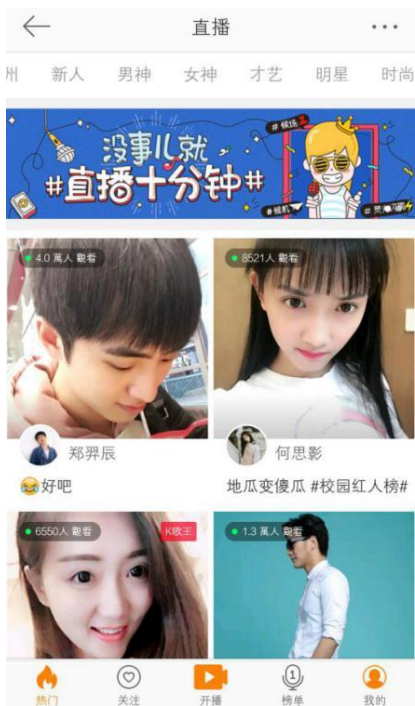 直播
新人 男神 女神 才艺 明星 时尚
没事儿就
#直播十分钟#
#候场
#候机
4.0 萬人 觀看
8521人 觀看
郑羿辰
何思影
😂好吧
地瓜变傻瓜 #校园红人榜#
6550人 觀看
K歌王
1.3 萬人 觀看
热门 关注 开播 榜单 我的